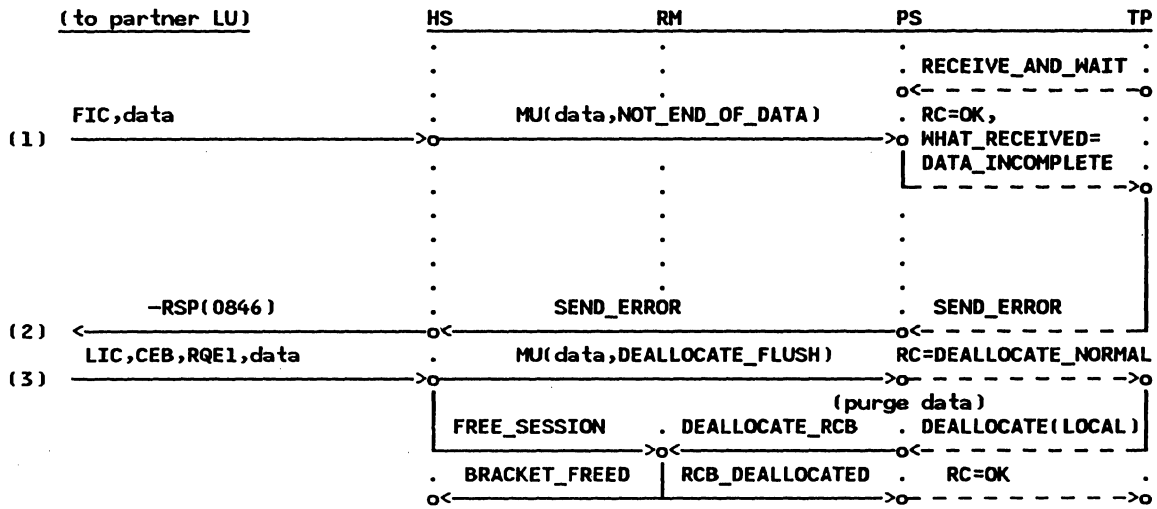 (to partner LU) HS RM PS TP
RECEIVE_AND_WAIT
FIC,data MU(data,NOT_END_OF_DATA) RC=OK,
(1) WHAT_RECEIVED=
DATA_INCOMPLETE
-RSP(0846) SEND_ERROR SEND_ERROR
(2)
LIC,CEB,RQE1,data MU(data,DEALLOCATE_FLUSH) RC=DEALLOCATE_NORMAL
(3)
(purge data)
FREE_SESSION DEALLOCATE_RCB DEALLOCATE(LOCAL)
BRACKET_FREED RCB_DEALLOCATED RC=OK